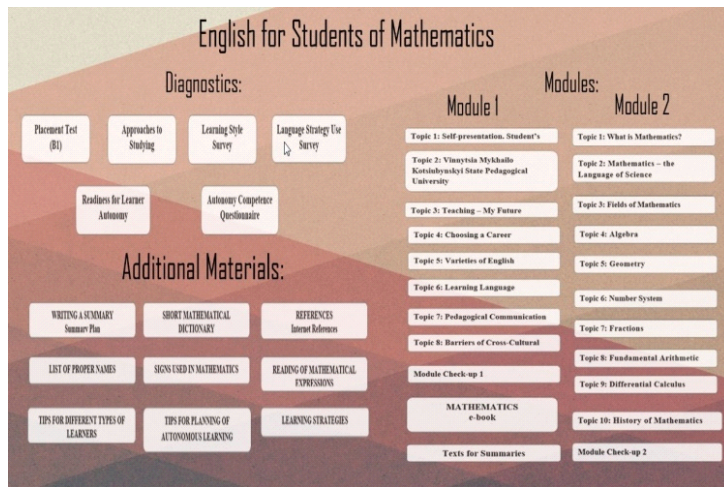 English for Students of Mathematics
Diagnostics:
Placement Test
(B1)
Approaches to
Studying
Learning Style
Survey
Language Strategy Use
Survey
Readiness for Learner
Autonomy
Autonomy Competence
Questionnaire
Additional Materials:
WRITING A SUMMARY
Summary Plan
SHORT MATHEMATICAL
DICTIONARY
REFERENCES
Internet References
LIST OF PROPER NAMES
SIGNS USED IN MATHEMATICS
READING OF MATHEMATICAL
EXPRESSIONS
TIPS FOR DIFFERENT TYPES OF
LEARNERS
TIPS FOR PLANNING OF
AUTONOMOUS LEARNING
LEARNING STRATEGIES
Modules:
Module 1
Topic 1: Self-presentation. Student's
Topic 2: Vinnytsia Mykhailo
Kotsiubynskyi State Pedagogical
University
Topic 3: Teaching – My Future
Topic 4: Choosing a Career
Topic 5: Varieties of English
Topic 6: Learning Language
Topic 7: Pedagogical Communication
Topic 8: Barriers of Cross-Cultural
Module Check-up 1
MATHEMATICS
e-book
Texts for Summaries
Module 2
Topic 1: What is Mathematics?
Topic 2: Mathematics – the
Language of Science
Topic 3: Fields of Mathematics
Topic 4: Algebra
Topic 5: Geometry
Topic 6: Number System
Topic 7: Fractions
Topic 8: Fundamental Arithmetic
Topic 9: Differential Calculus
Topic 10: History of Mathematics
Module Check-up 2